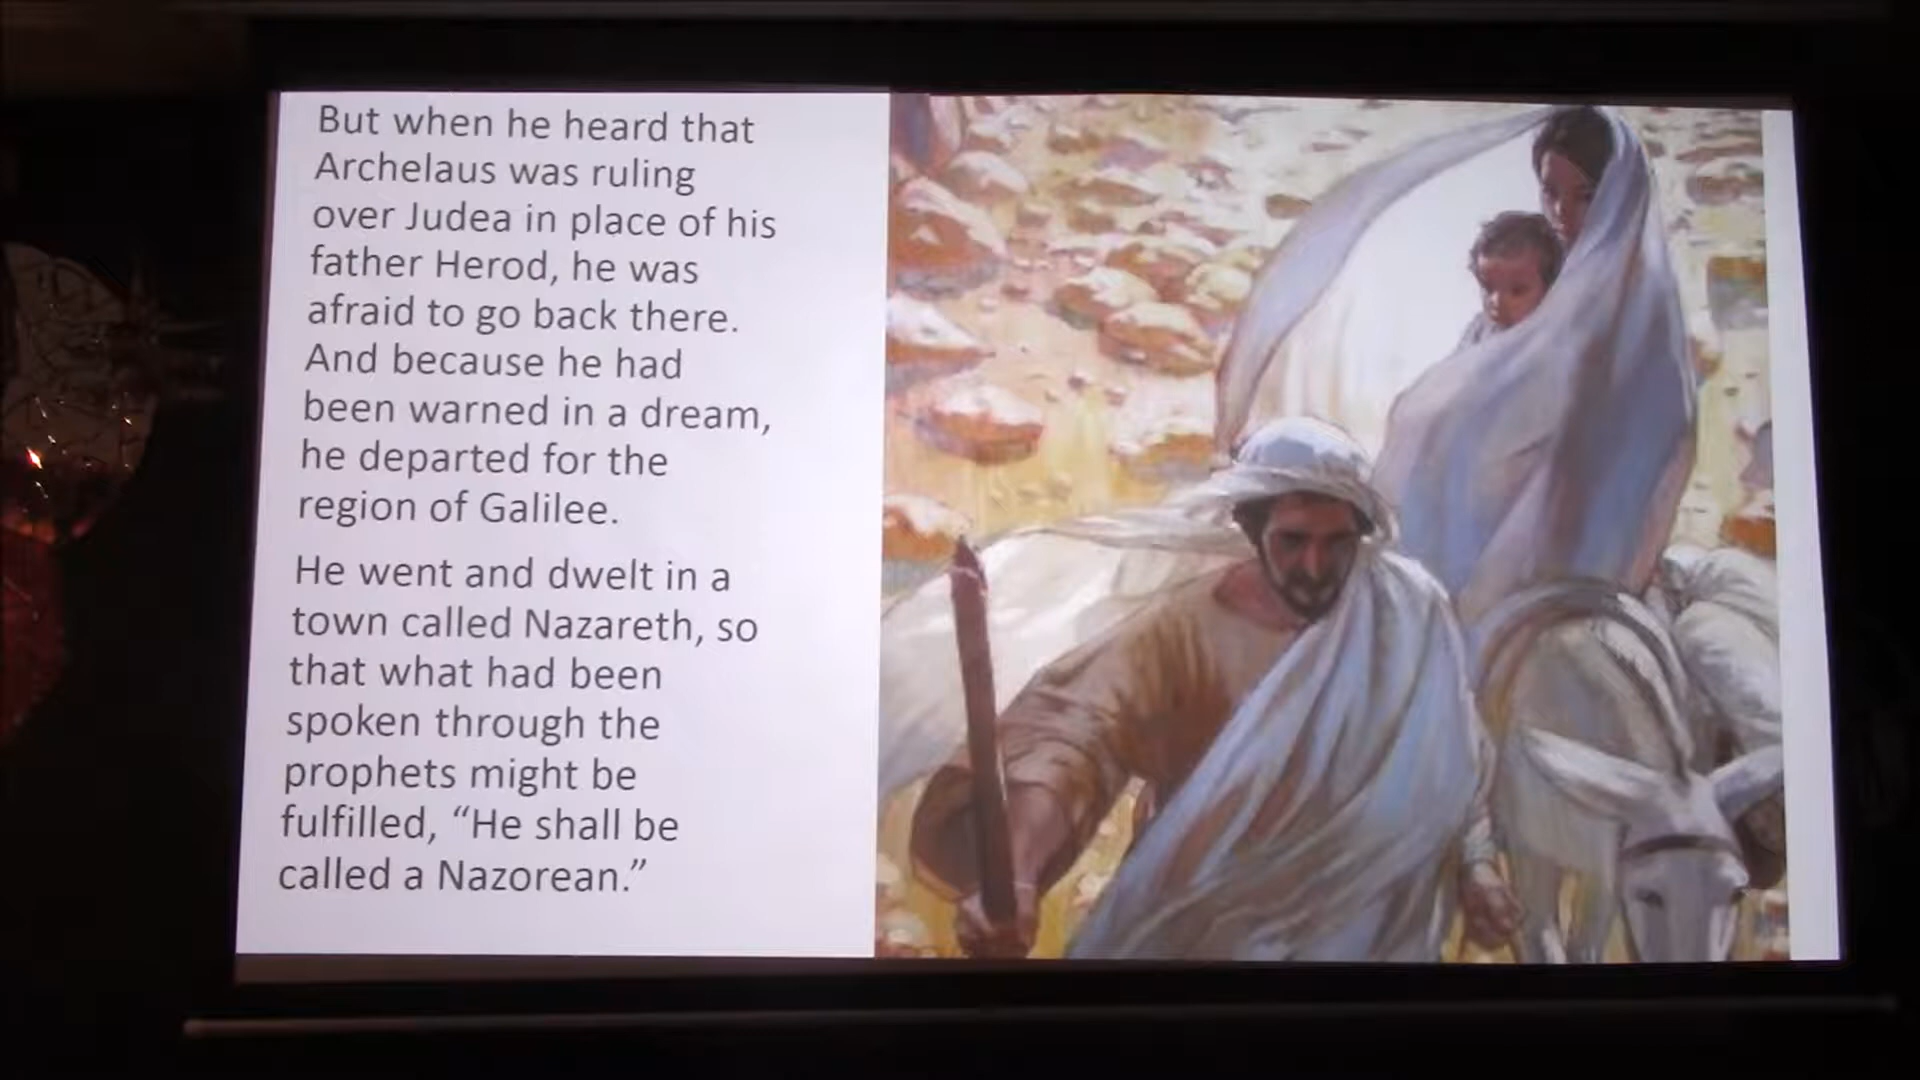 But when he heard that
Archelaus was ruling
over Judea in place of his
father Herod, he was
afraid to go back there.
And because he had
been warned in a dream,
he departed for the
region of Galilee.
He went and dwelt in a
town called Nazareth, so
that what had been
spoken through the
prophets might be
fulfilled, “He shall be
called a Nazorean.”